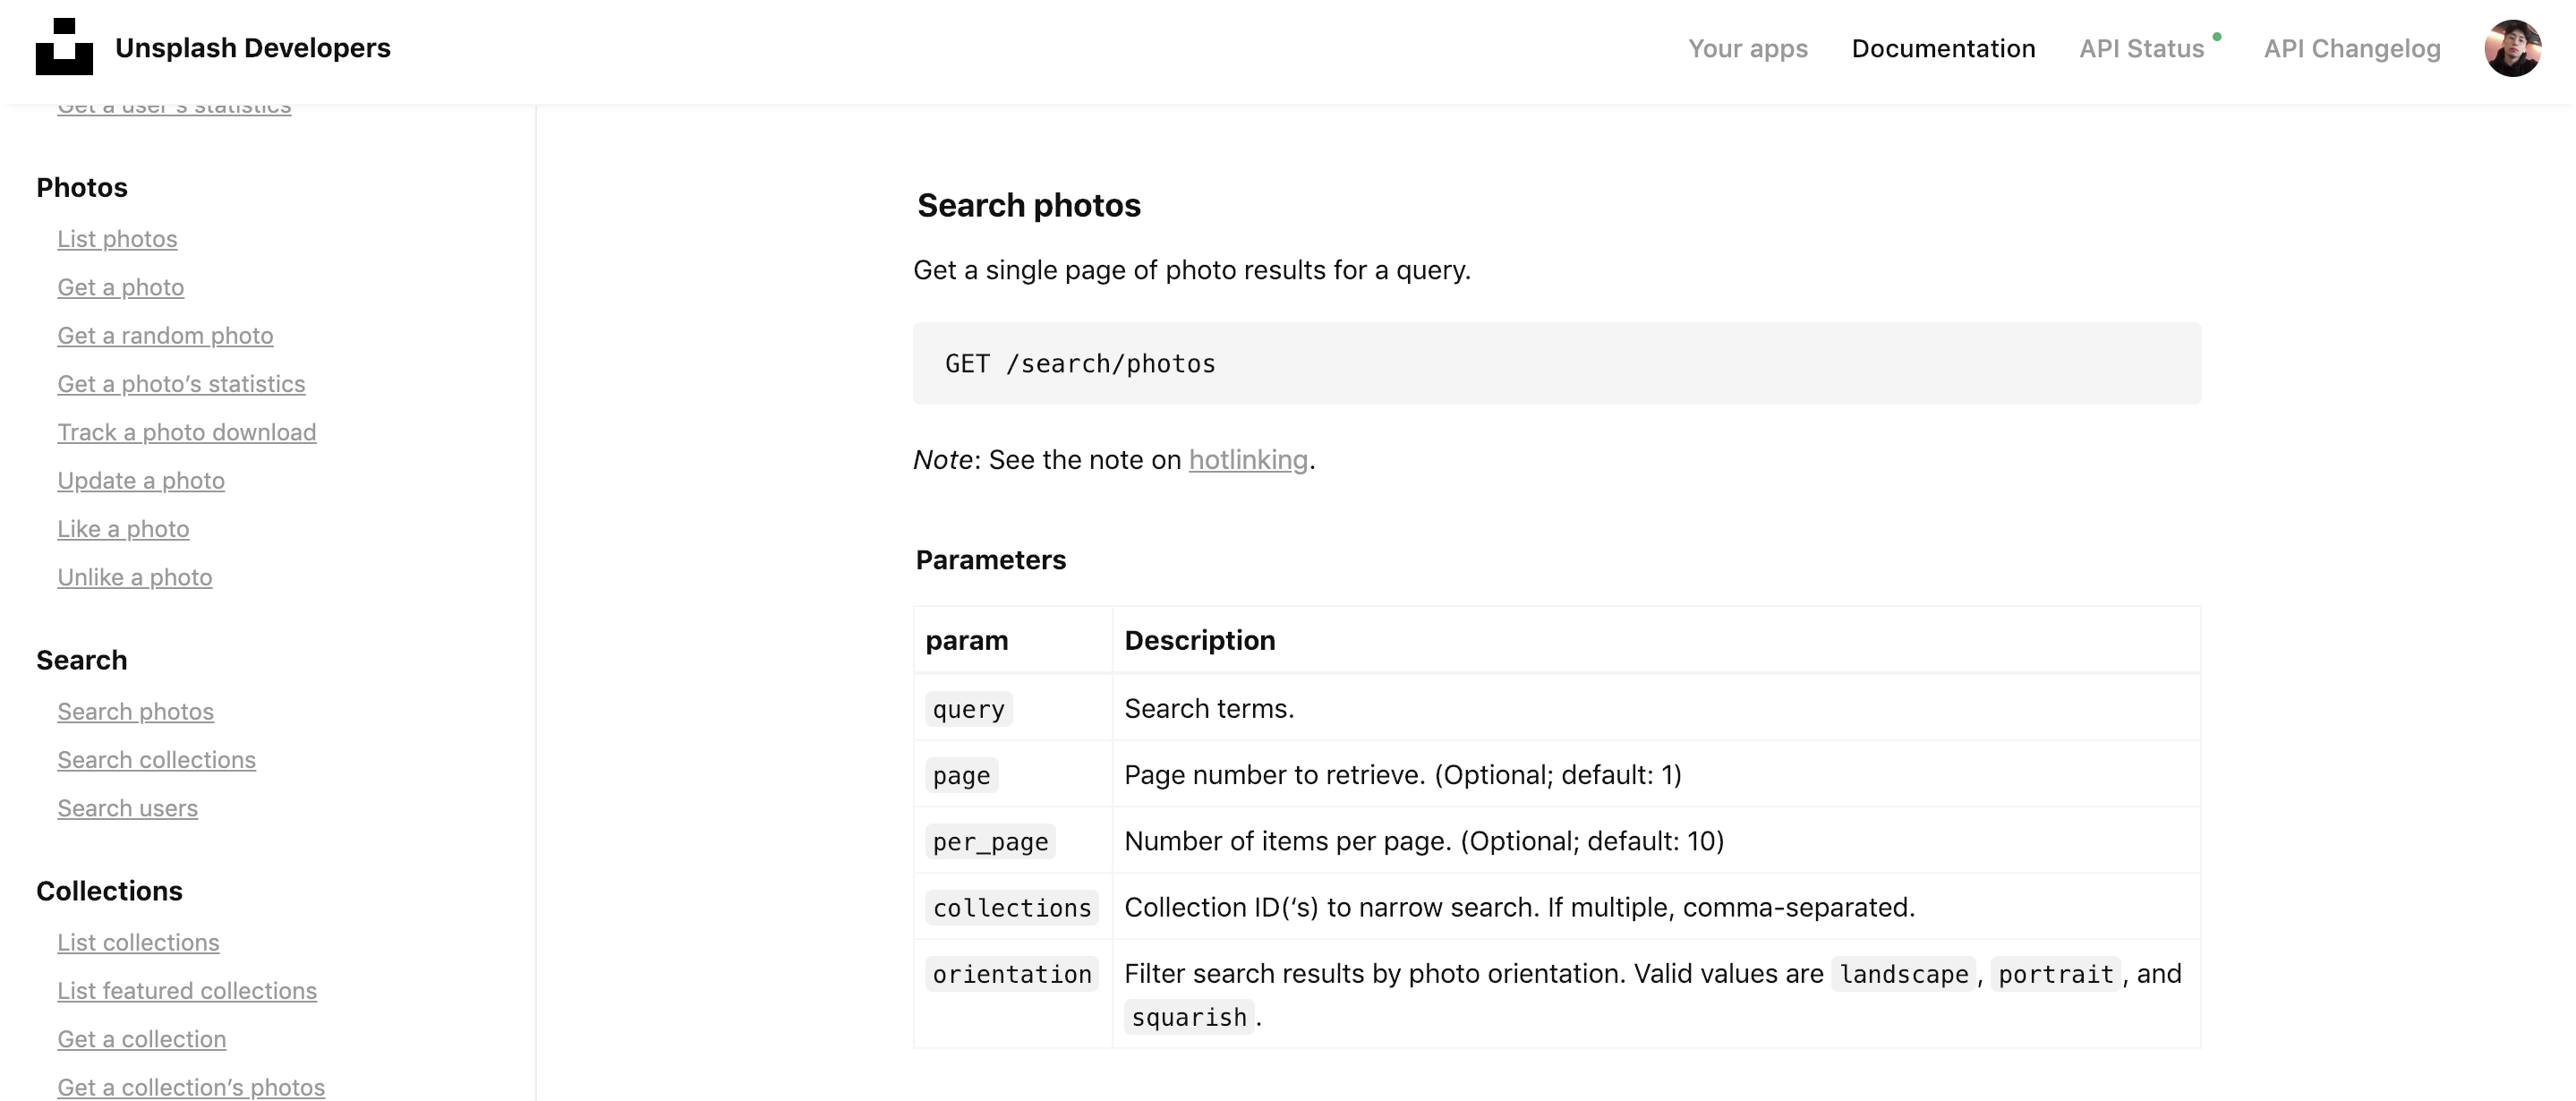 Unsplash Developers
Your apps
Documentation
API Status
API Changelog
Get a user's statistics
Photos
List photos
Get a photo
Get a random photo
Get a photo’s statistics
Track a photo download
Update a photo
Like a photo
Unlike a photo
Search
Search photos
Search collections
Search users
Collections
List collections
List featured collections
Get a collection
Get a collection’s photos
Search photos
Get a single page of photo results for a query.
GET /search/photos
Note: See the note on hotlinking.
Parameters
param Description
query Search terms.
page Page number to retrieve. (Optional; default: 1)
per_page Number of items per page. (Optional; default: 10)
collections Collection ID(‘s) to narrow search. If multiple, comma-separated.
orientation Filter search results by photo orientation. Valid values are landscape, portrait, and
squarish.